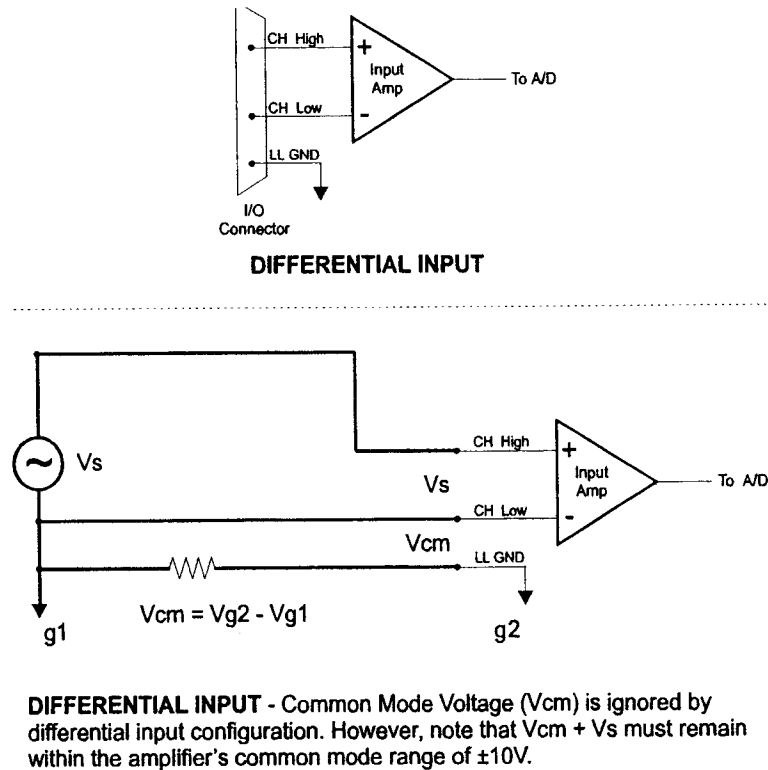 CH High
+
Input
Amp
To A/D
CH Low
-
LL GND
I/O
Connector
DIFFERENTIAL INPUT
~
Vs
CH High
+
Vs
Input
Amp
To A/D
CH Low
-
Vcm
LL GND
Vcm = Vg2 - Vg1
g1
g2
DIFFERENTIAL INPUT - Common Mode Voltage (Vcm) is ignored by
differential input configuration. However, note that Vcm + Vs must remain
within the amplifier's common mode range of ±10V.